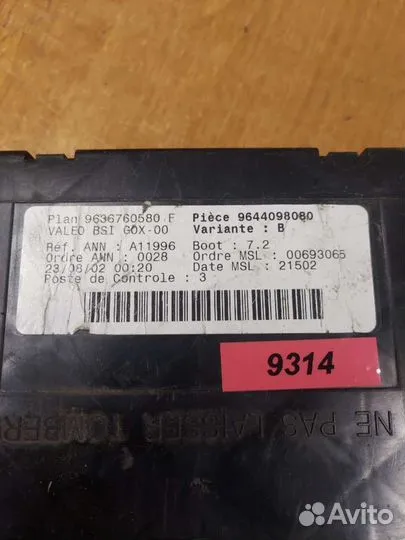 Plan 9636760580 F Pièce 9644098080
VALEO BSI G0X-00 Variante : B
Réf. ANN : A11996 Boot : 7.2
Ordre ANN : 0028 Ordre MSL : 00693065
23/08/02 00:20 Date MSL : 21502
Poste de Controle : 3
9314
NE PAS LAISSER TOMBER
Avito